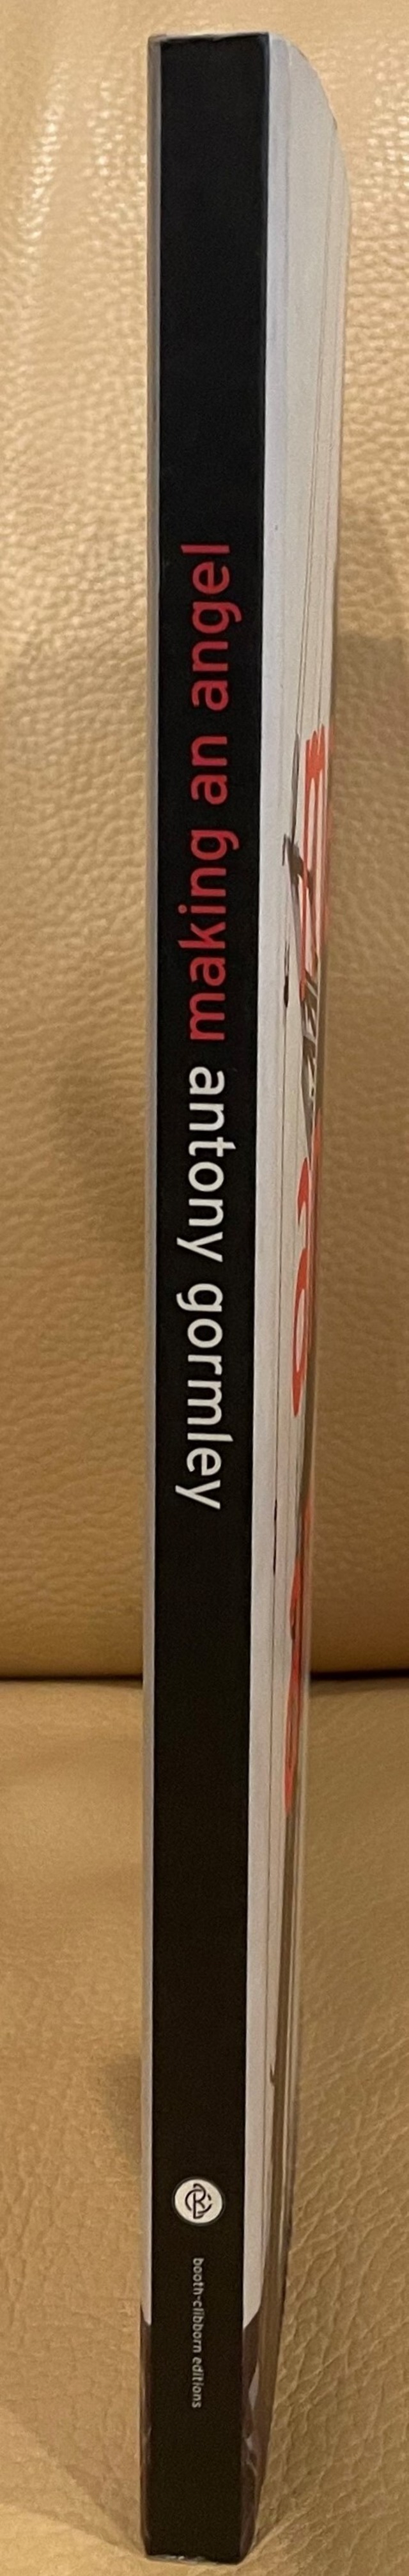 making an angel
antony gormley
booth-clibborn editions